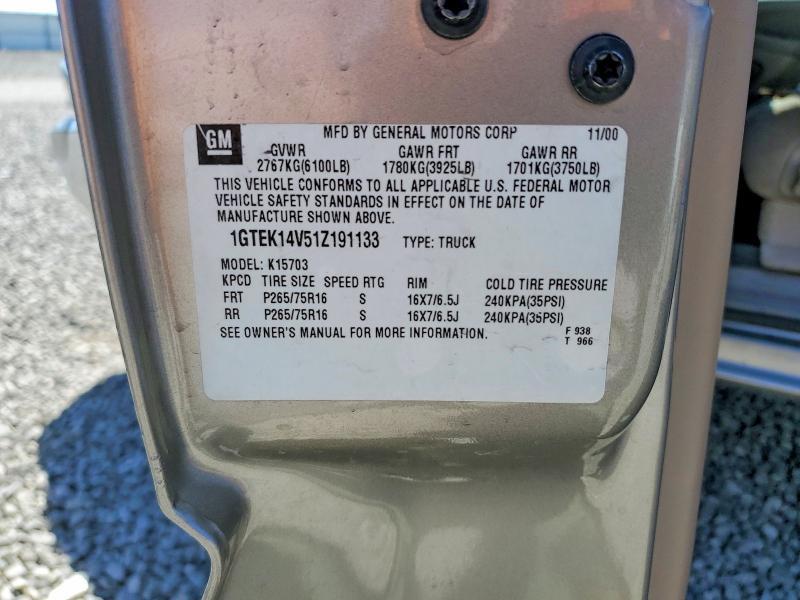 GM MFD BY GENERAL MOTORS CORP 11/00
GVWR GAWR FRT GAWR RR
2767KG(6100LB) 1780KG(3925LB) 1701KG(3750LB)
THIS VEHICLE CONFORMS TO ALL APPLICABLE U.S. FEDERAL MOTOR
VEHICLE SAFETY STANDARDS IN EFFECT ON THE DATE OF
MANUFACTURE SHOWN ABOVE.
1GTEK14V51Z191133 TYPE: TRUCK
MODEL: K15703
KPCD TIRE SIZE SPEED RTG RIM COLD TIRE PRESSURE
FRT P265/75R16 S 16X7/6.5J 240KPA(35PSI)
RR P265/75R16 S 16X7/6.5J 240KPA(35PSI)
SEE OWNER'S MANUAL FOR MORE INFORMATION. F 938
T 966